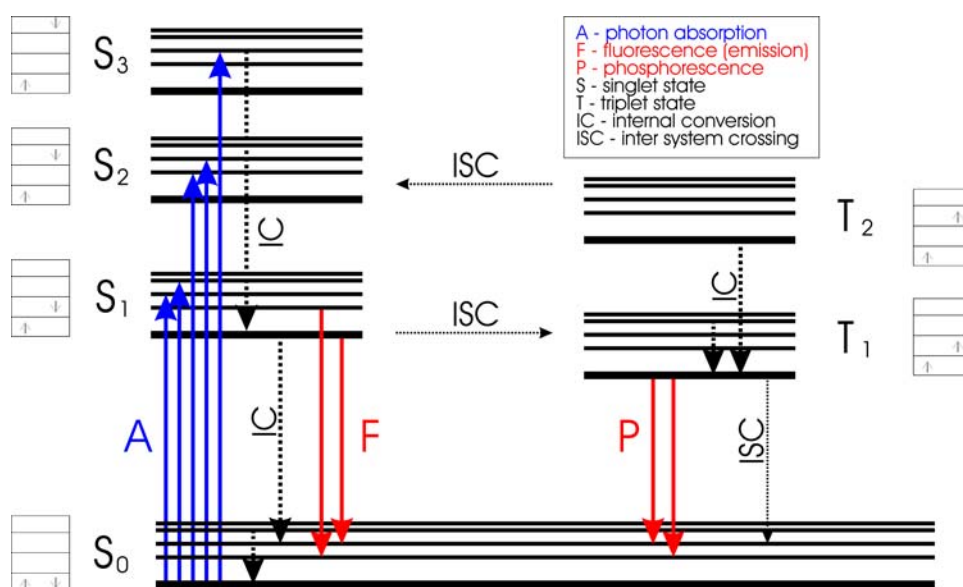 A - photon absorption
F - fluorescence (emission)
P - phosphorescence
S - singlet state
T - triplet state
IC - internal conversion
ISC - inter system crossing
S3
S2
ISC
T2
IC
IC
S1
ISC
T1
A
IC
F
P
ISC
S0